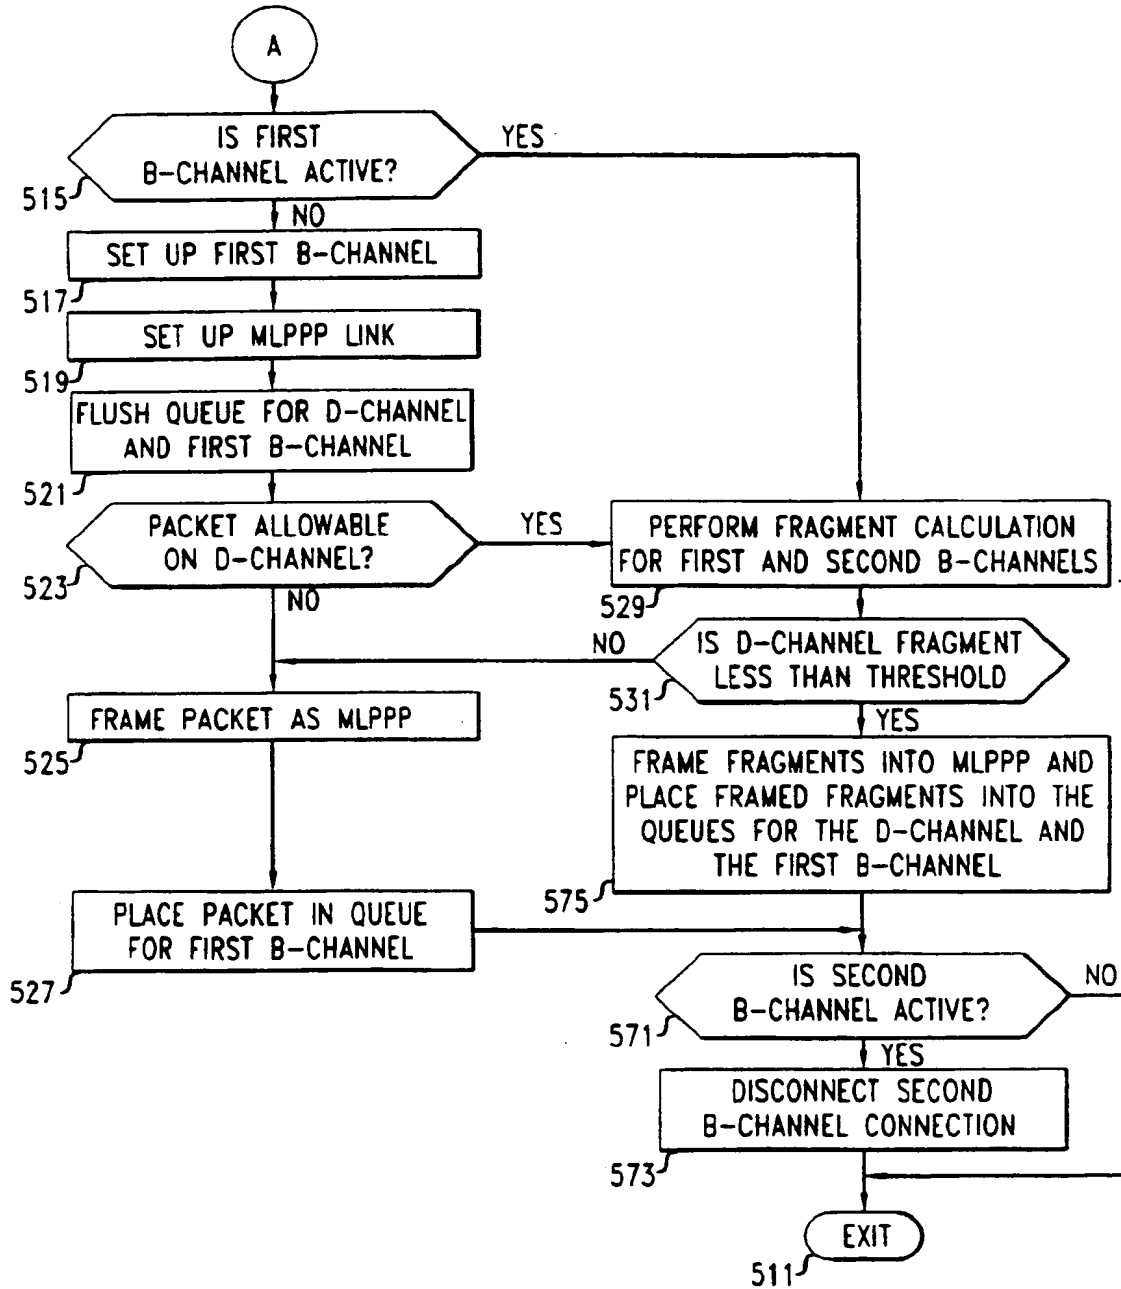 A
IS FIRST
B-CHANNEL ACTIVE?
YES
515
NO
SET UP FIRST B-CHANNEL
517
SET UP MLPPP LINK
519
FLUSH QUEUE FOR D-CHANNEL
AND FIRST B-CHANNEL
521
PACKET ALLOWABLE
ON D-CHANNEL?
YES
523
NO
PERFORM FRAGMENT CALCULATION
FOR FIRST AND SECOND B-CHANNELS
529
IS D-CHANNEL FRAGMENT
LESS THAN THRESHOLD
NO
531
YES
FRAME PACKET AS MLPPP
525
FRAME FRAGMENTS INTO MLPPP AND
PLACE FRAMED FRAGMENTS INTO THE
QUEUES FOR THE D-CHANNEL AND
THE FIRST B-CHANNEL
575
PLACE PACKET IN QUEUE
FOR FIRST B-CHANNEL
527
IS SECOND
B-CHANNEL ACTIVE?
NO
571
YES
DISCONNECT SECOND
B-CHANNEL CONNECTION
573
EXIT
511